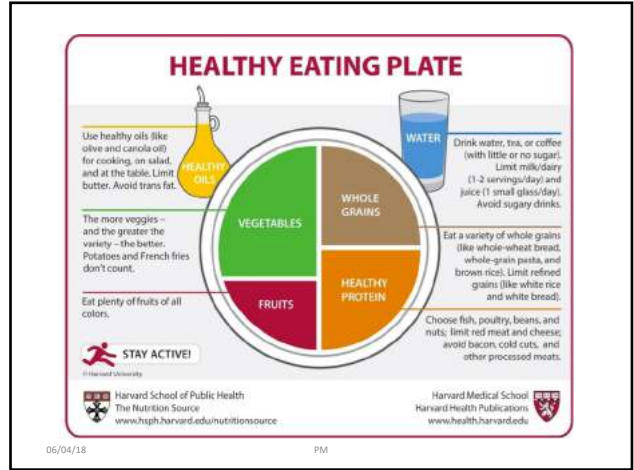 HEALTHY EATING PLATE
Use healthy oils (like
olive and canola oil)
for cooking, on salad,
and at the table. Limit
butter. Avoid trans fat.
HEALTHY
OILS
The more veggies –
and the greater the
variety – the better.
Potatoes and French fries
don't count.
Eat plenty of fruits of all
colors.
VEGETABLES
FRUITS
WHOLE
GRAINS
HEALTHY
PROTEIN
WATER
Drink water, tea, or coffee
(with little or no sugar).
Limit milk/dairy
(1-2 servings/day) and
juice (1 small glass/day).
Avoid sugary drinks.
Eat a variety of whole grains
(like whole-wheat bread,
whole-grain pasta, and
brown rice). Limit refined
grains (like white rice
and white bread).
Choose fish, poultry, beans, and
nuts; limit red meat and cheese;
avoid bacon, cold cuts, and
other processed meats.
STAY ACTIVE!
© Harvard University
Harvard School of Public Health
The Nutrition Source
www.hsph.harvard.edu/nutritionsource
Harvard Medical School
Harvard Health Publications
www.health.harvard.edu
06/04/18
PM